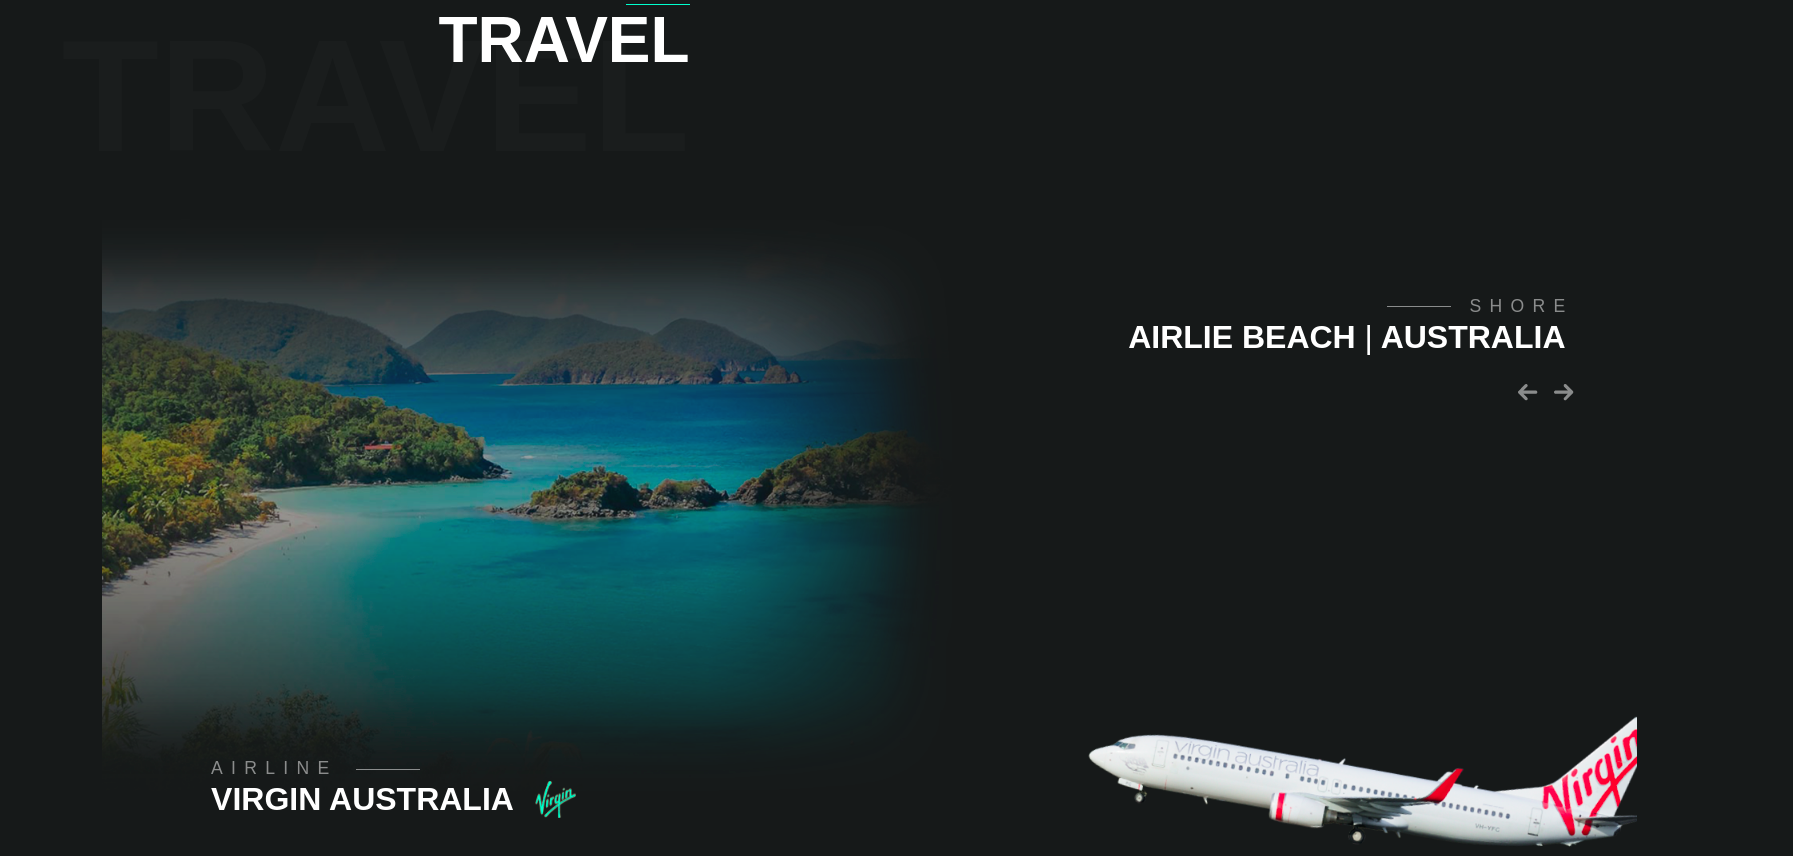 TRAVEL
TRAVEL
SHORE
AIRLIE BEACH | AUSTRALIA
AIRLINE
VIRGIN AUSTRALIA
Virgin
virgin australia
Virgin